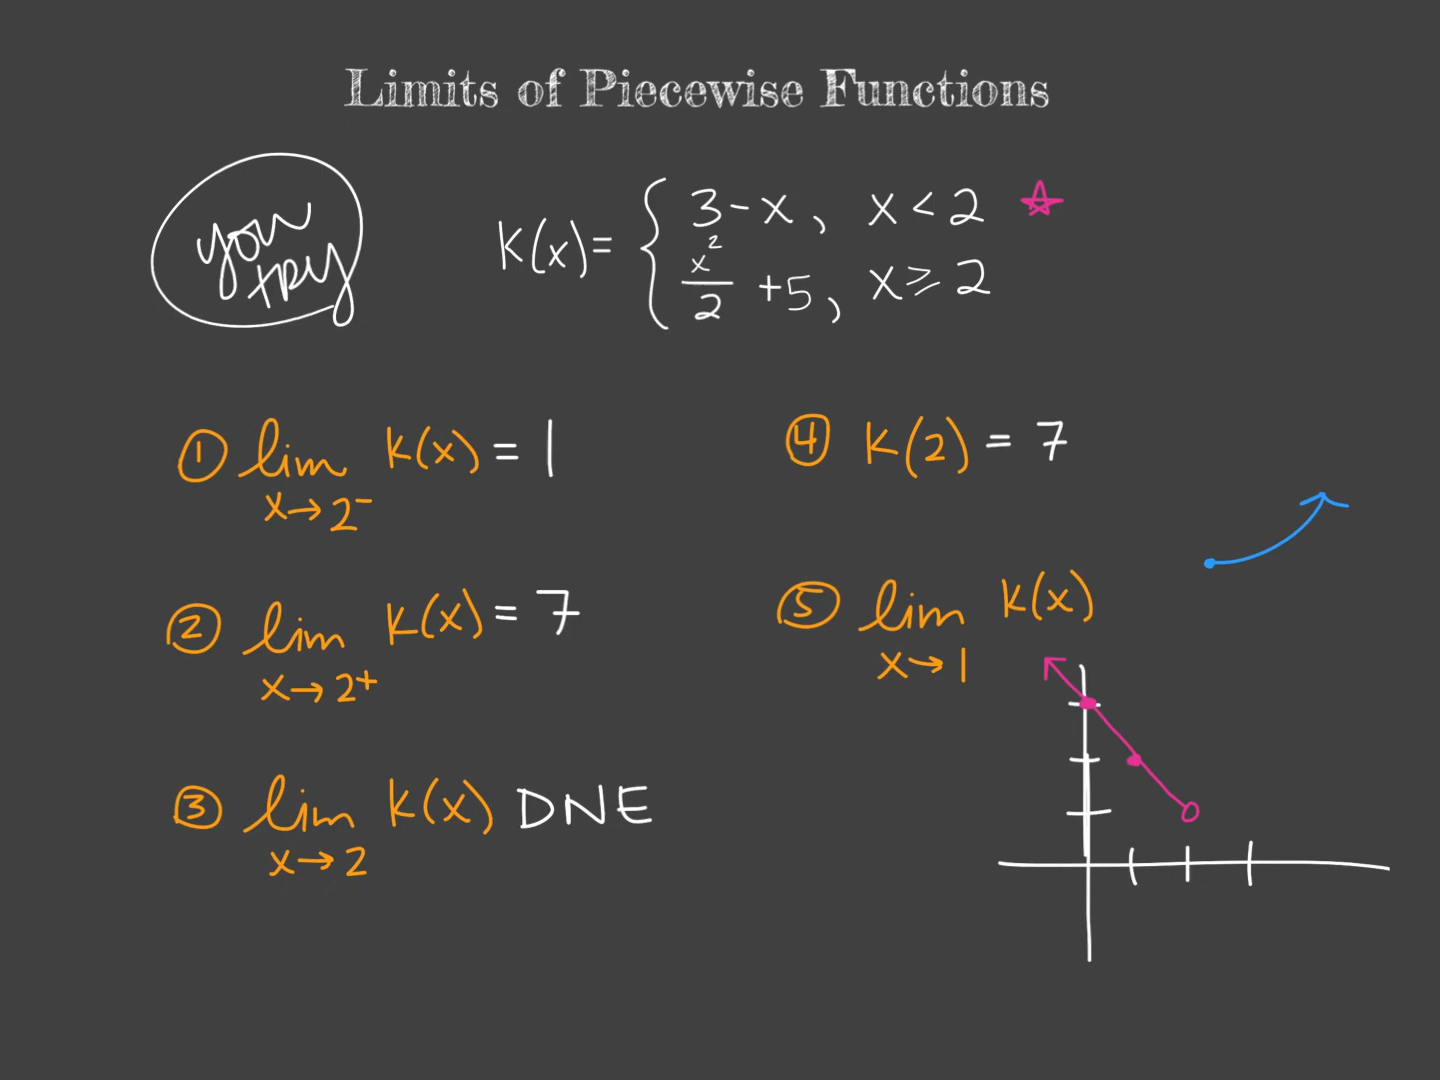 Limits of Piecewise Functions
you try
K(x) = { 3 - x, x < 2
x²/2 + 5, x ≥ 2
① lim x→2⁻ K(x) = 1
② lim x→2⁺ K(x) = 7
③ lim x→2 K(x) DNE
④ K(2) = 7
⑤ lim x→1 K(x)